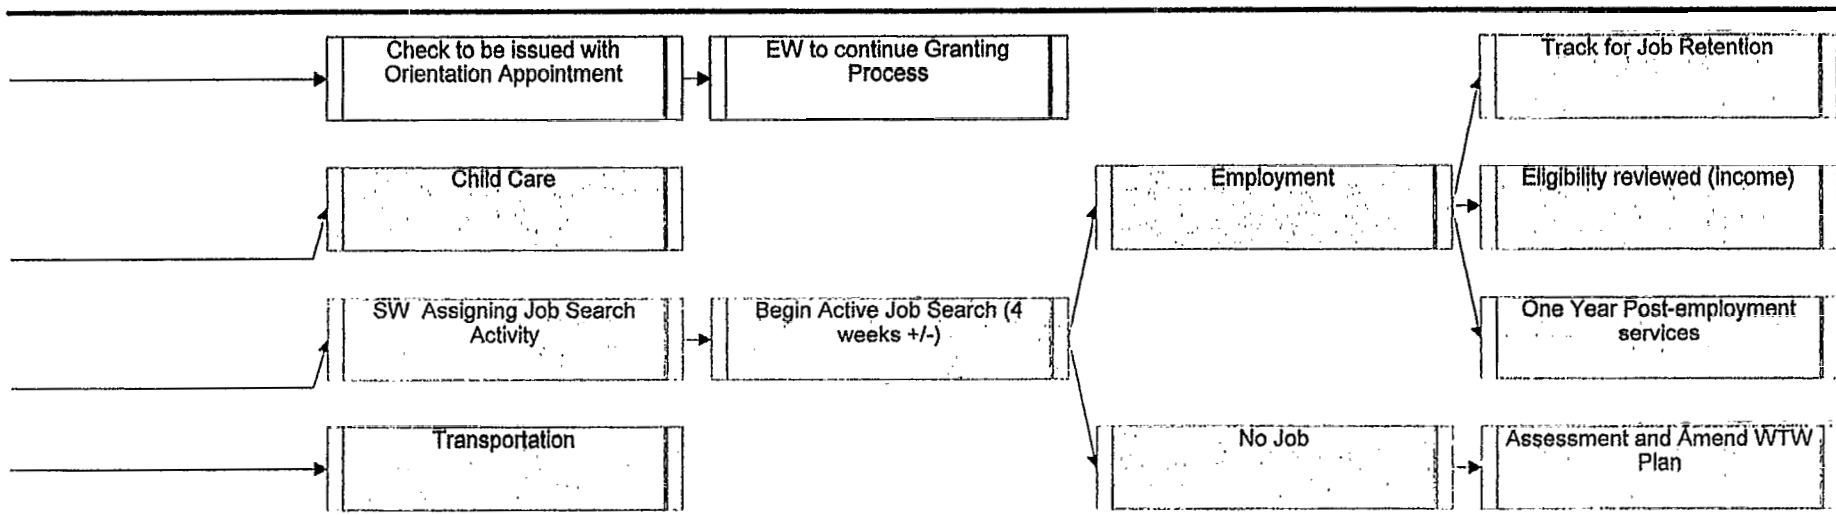 Check to be issued with
Orientation Appointment
EW to continue Granting
Process
Track for Job Retention
Child Care
Employment
Eligibility reviewed (income)
SW Assigning Job Search
Activity
Begin Active Job Search (4
weeks +/-)
One Year Post-employment
services
Transportation
No Job
Assessment and Amend WTW
Plan